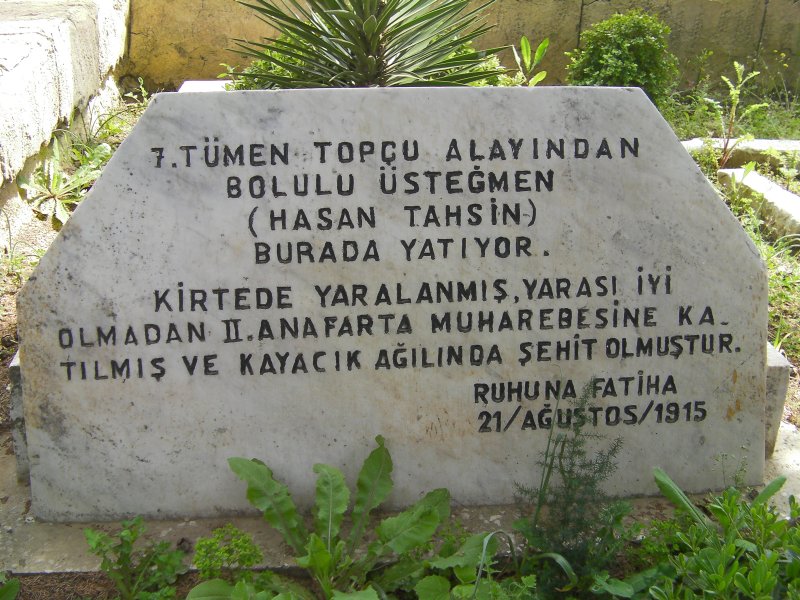 7.TÜMEN TOPÇU ALAYINDAN
BOLULU ÜSTEĞMEN
(HASAN TAHSİN)
BURADA YATIYOR.
KİRTEDE YARALANMIŞ,YARASI İYİ
OLMADAN II.ANAFARTA MUHAREBESİNE KA-
TILMIŞ VE KAYACIK AĞILINDA ŞEHİT OLMUŞTUR.
RUHUNA FATİHA
21/AĞUSTOS/1915